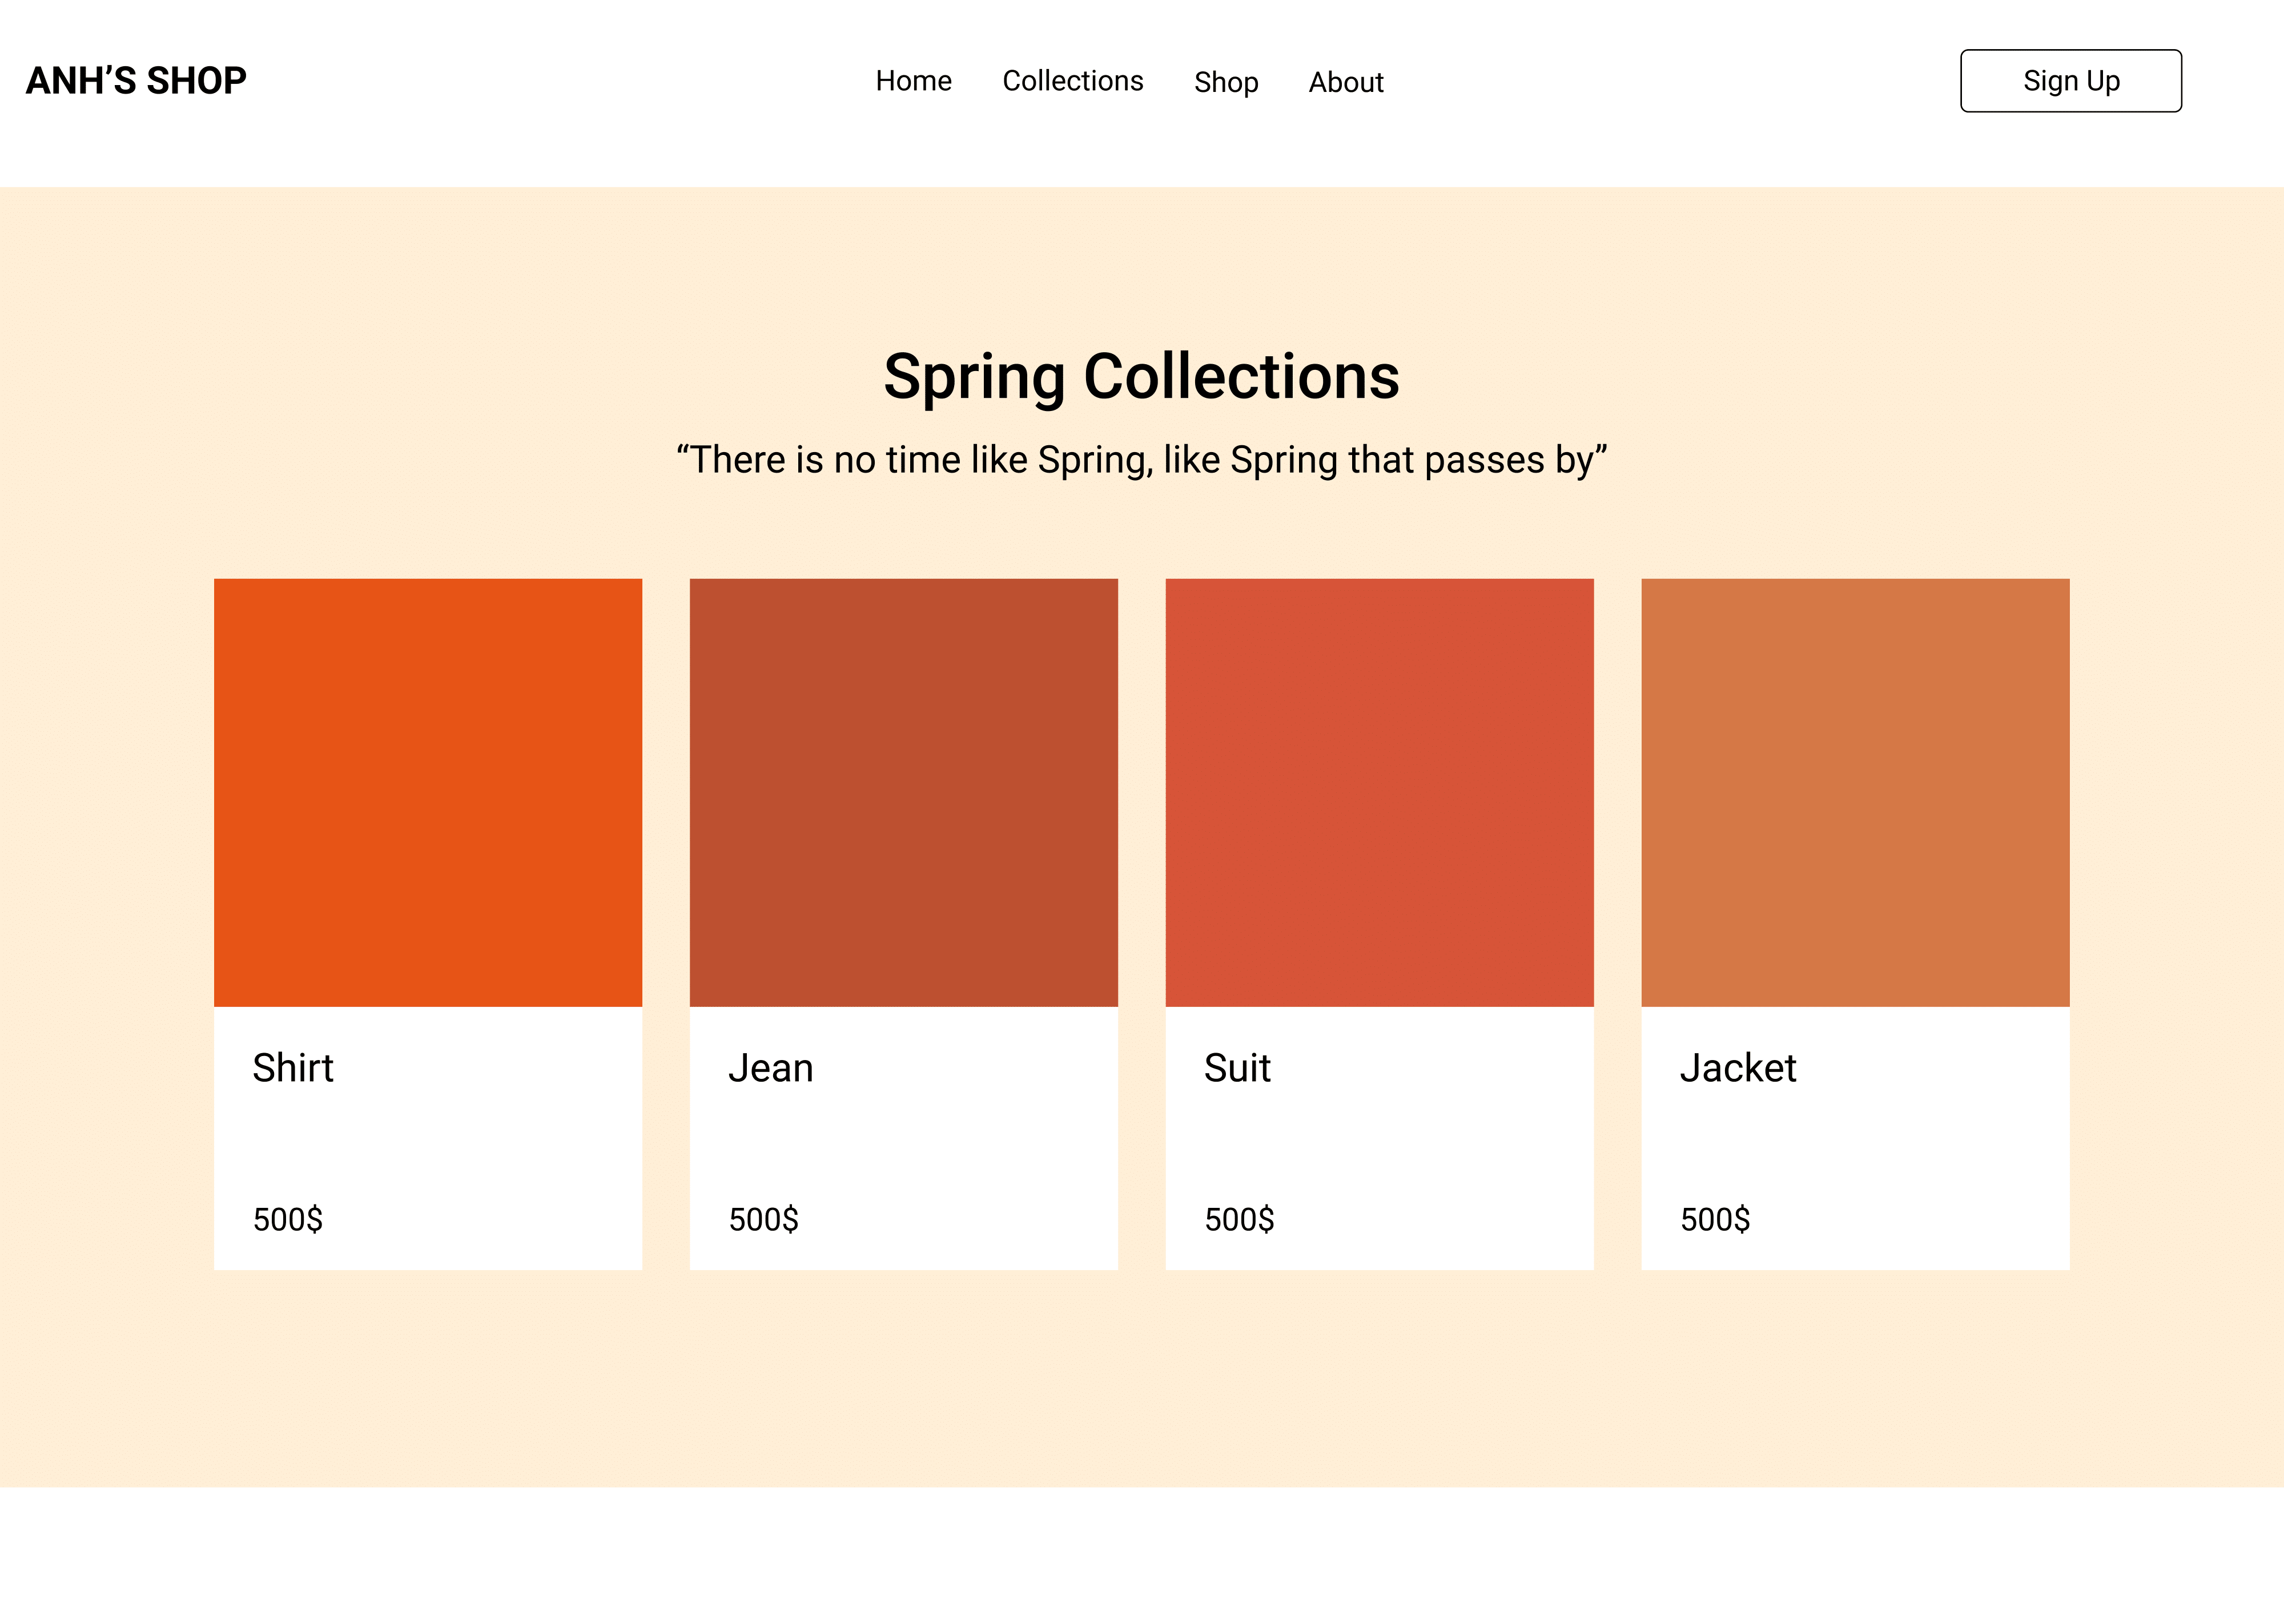 ANH’S SHOP
Home Collections Shop About
Sign Up
Spring Collections
“There is no time like Spring, like Spring that passes by”
Shirt
500$
Jean
500$
Suit
500$
Jacket
500$